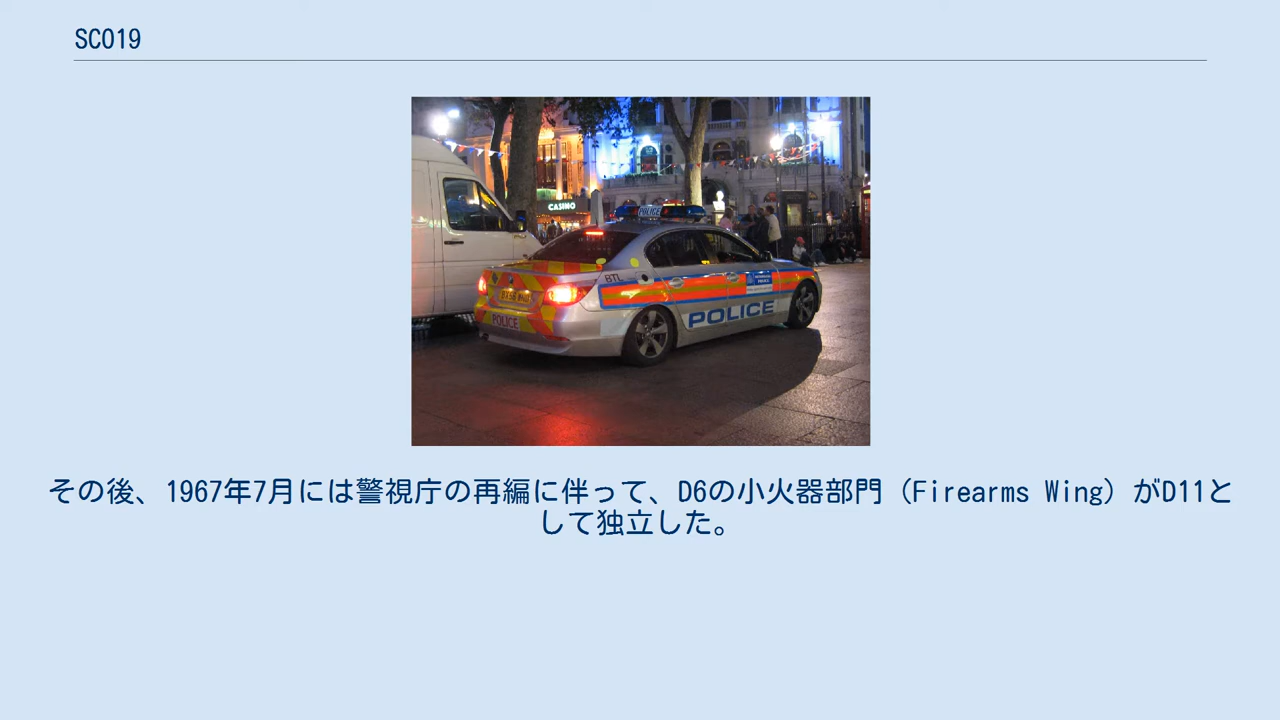 SCO19
CASINO
POLICE
BTL
POLICE
POLICE
その後、1967年7月には警視庁の再編に伴って、D6の小火器部門（Firearms Wing）がD11と
して独立した。